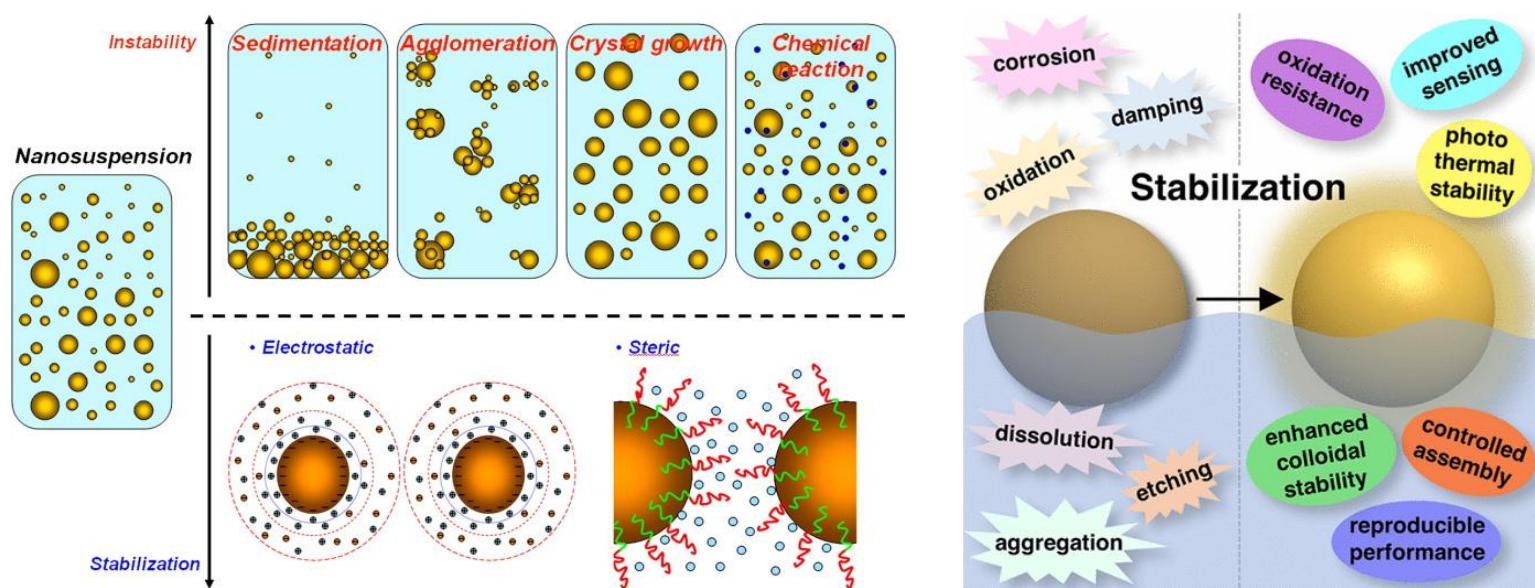 Instability
Sedimentation
Agglomeration
Crystal growth
Chemical
reaction
Nanosuspension
• Electrostatic
• Steric
Stabilization
corrosion
damping
oxidation
oxidation
resistance
improved
sensing
photo
thermal
stability
Stabilization
dissolution
etching
aggregation
enhanced
colloidal
stability
controlled
assembly
reproducible
performance